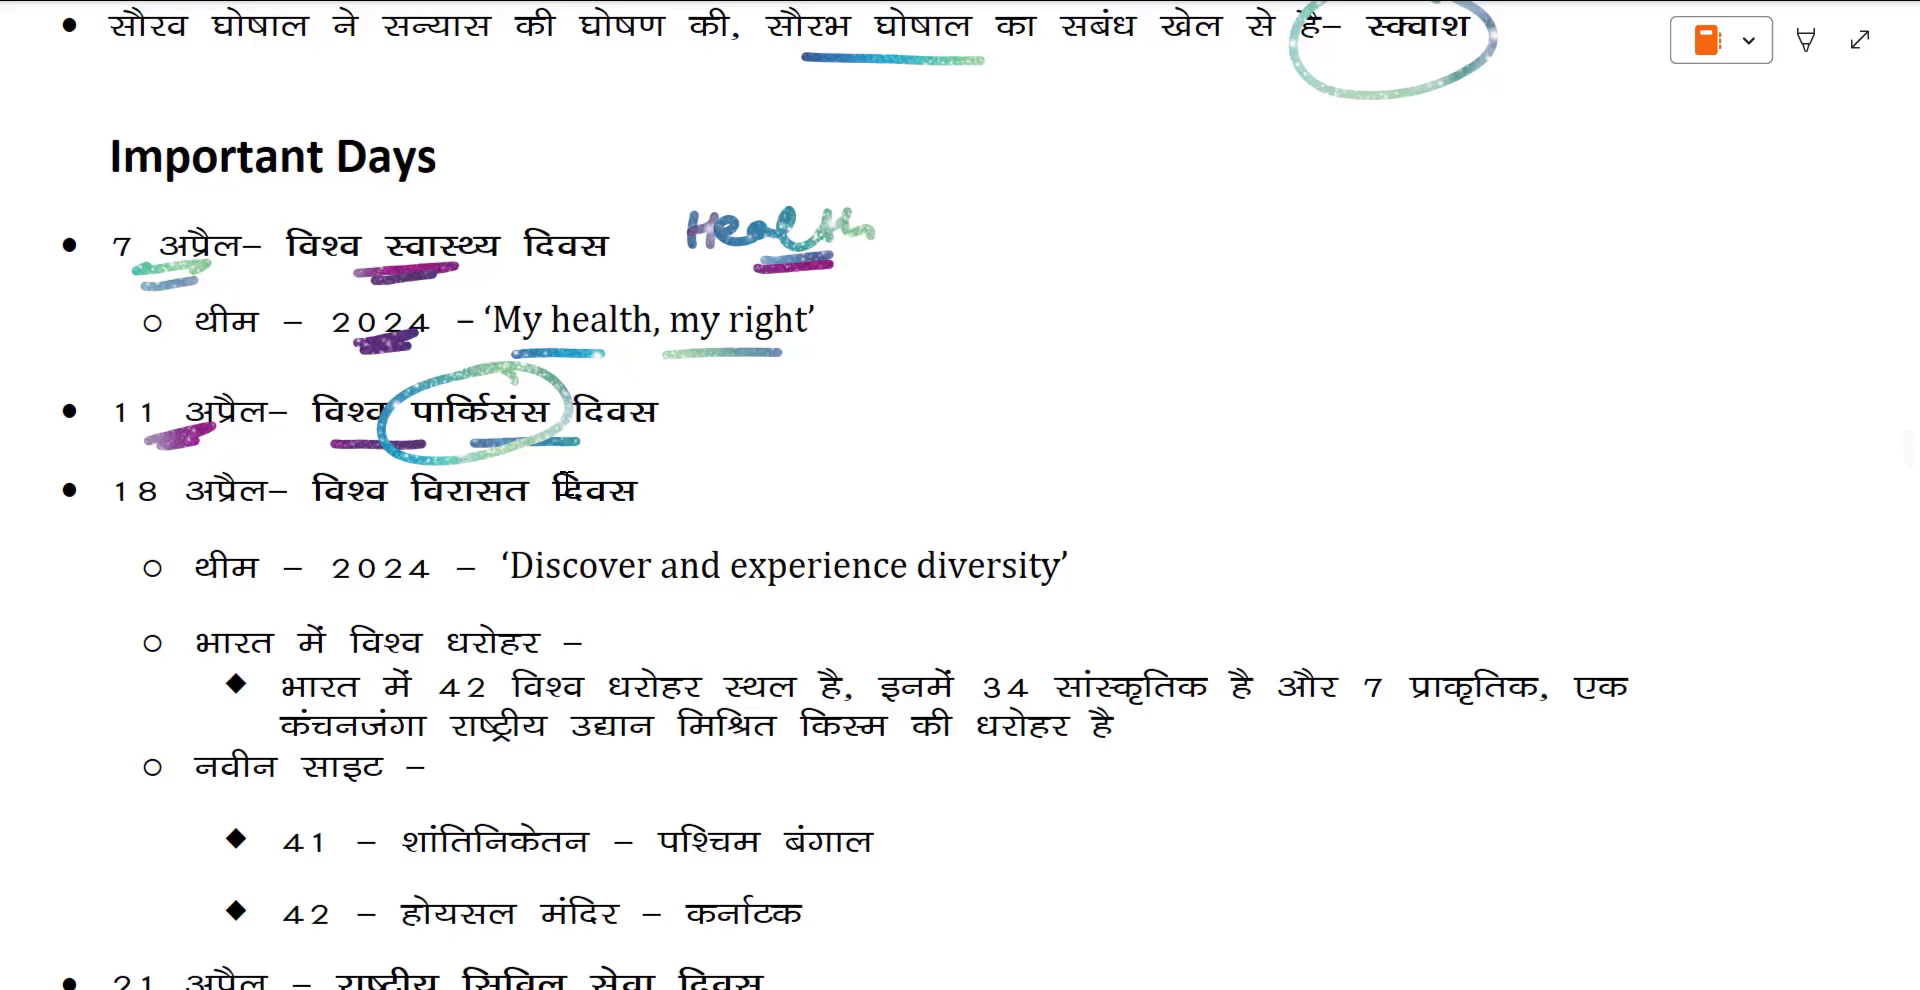 • सौरव घोषाल ने सन्यास की घोषण की, सौरभ घोषाल का सबंध खेल से है– स्क्वाश
Important Days
• 7 अप्रैल– विश्व स्वास्थ्य दिवस Health
○ थीम – 2024 – ‘My health, my right’
• 11 अप्रैल– विश्व पार्किसंस दिवस
• 18 अप्रैल– विश्व विरासत दिवस
○ थीम – 2024 – ‘Discover and experience diversity’
○ भारत में विश्व धरोहर –
◆ भारत में 42 विश्व धरोहर स्थल है, इनमें 34 सांस्कृतिक है और 7 प्राकृतिक, एक
कंचनजंगा राष्ट्रीय उद्यान मिश्रित किस्म की धरोहर है
○ नवीन साइट –
◆ 41 – शांतिनिकेतन – पश्चिम बंगाल
◆ 42 – होयसल मंदिर – कर्नाटक
• 21 अप्रैल – राष्ट्रीय सिविल सेवा दिवस